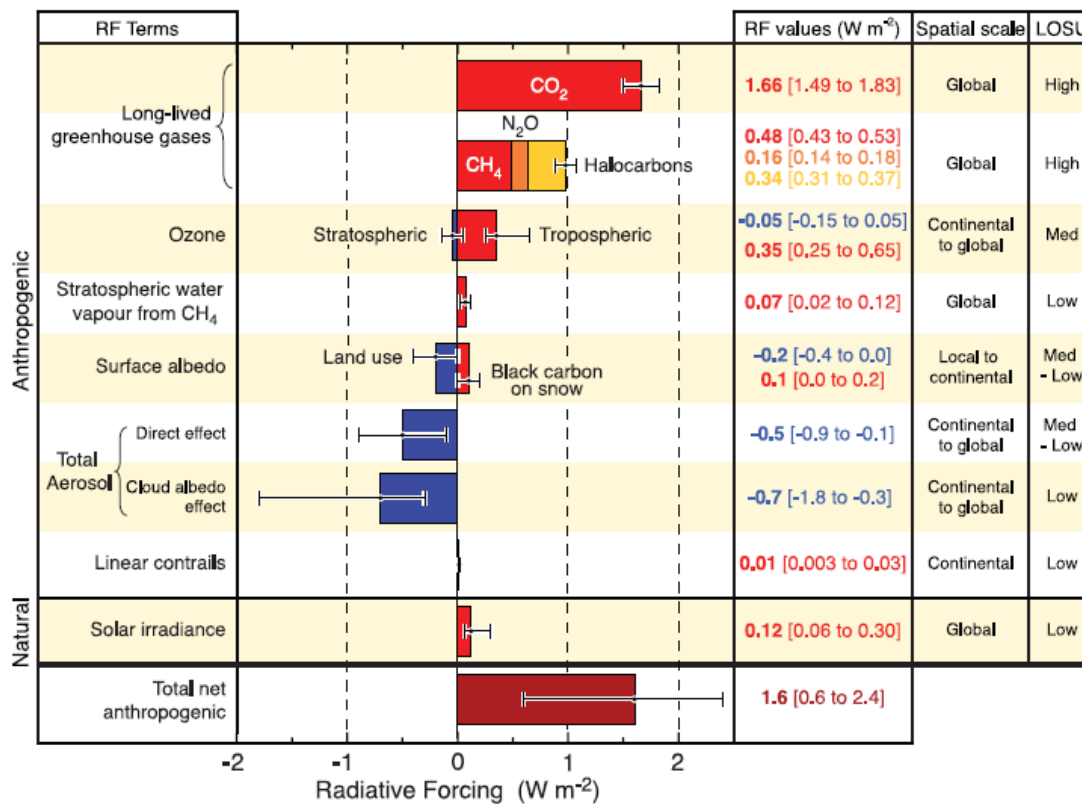 RF Terms
RF values (W m-2)
Spatial scale
LOSU
Anthropogenic
Natural
Long-lived
greenhouse gases
CO2
1.66 [1.49 to 1.83]
Global
High
N2O
CH4
Hallocarbons
0.48 [0.43 to 0.53]
0.16 [0.14 to 0.18]
0.34 [0.31 to 0.37]
Global
High
Ozone
Stratospheric
Tropospheric
-0.05 [-0.15 to 0.05]
0.35 [0.25 to 0.65]
Continental
to global
Med
Stratospheric water
vapour from CH4
0.07 [0.02 to 0.12]
Global
Low
Surface albedo
Land use
Black carbon
on snow
-0.2 [-0.4 to 0.0]
0.1 [0.0 to 0.2]
Local to
continental
Med
- Low
Total
Aerosol
Direct effect
-0.5 [-0.9 to -0.1]
Continental
to global
Med
- Low
Cloud albedo
effect
-0.7 [-1.8 to -0.3]
Continental
to global
Low
Linear contrails
0.01 [0.003 to 0.03]
Continental
Low
Solar irradiance
0.12 [0.06 to 0.30]
Global
Low
Total net
anthropogenic
1.6 [0.6 to 2.4]
-2 -1 0 1 2
Radiative Forcing (W m-2)